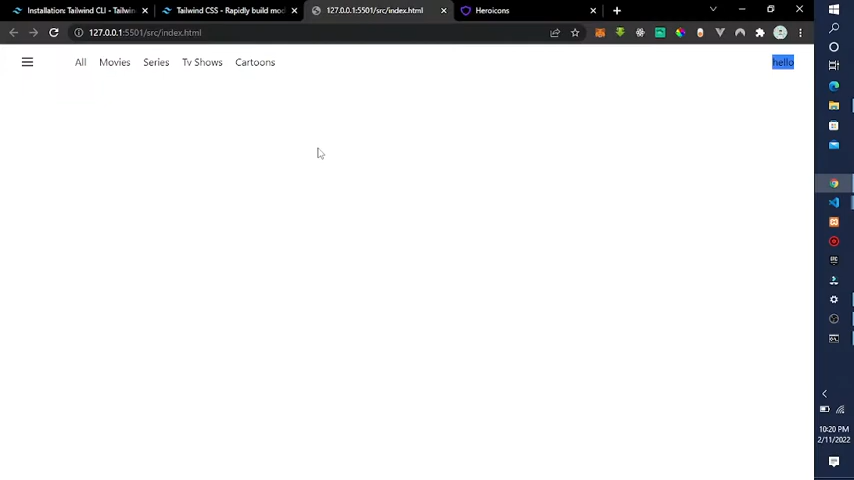 Installation: Tailwind CLI - Tailwin
Tailwind CSS - Rapidly build mod
127.0.0.1:5501/src/index.html
Heroicons
127.0.0.1:5501/src/index.html
All Movies Series Tv Shows Cartoons hello
10:20 PM
2/11/2022